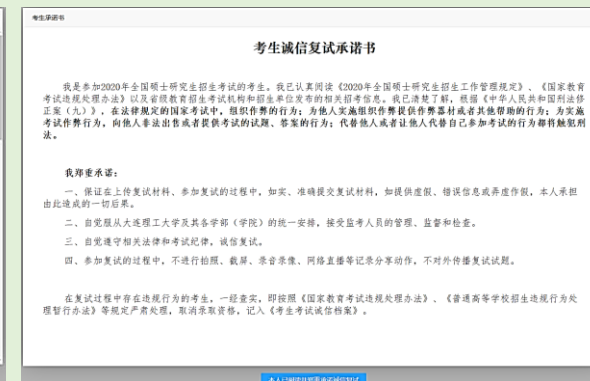 考生承诺书
考生诚信复试承诺书
我是参加2020年全国硕士研究生招生考试的考生。我已认真阅读《2020年全国硕士研究生招生工作管理规定》、《国家教育
考试违规处理办法》以及省级教育招生考试机构和招生单位发布的相关招考信息。我已清楚了解，根据《中华人民共和国刑法修
正案（九）》，在法律规定的国家考试中，组织作弊的行为；为他人实施组织作弊提供作弊器材或者其他帮助的行为；为实施
考试作弊行为，向他人非法出售或者提供考试的试题、答案的行为；代替他人或者让他人代替自己参加考试的行为都将触犯刑
法。
我郑重承诺：
一、保证在上传复试材料、参加复试的过程中，如实、准确提交复试材料，如提供虚假、错误信息或弄虚作假，本人承担
由此造成的一切后果。
二、自觉服从大连理工大学及其各学部（学院）的统一安排，接受监考人员的管理、监督和检查。
三、自觉遵守相关法律和考试纪律，诚信复试。
四、参加复试的过程中，不进行拍照、截屏、录音录像、网络直播等记录分享动作，不对外传播复试试题。
在复试过程中存在违规行为的考生，一经查实，即按照《国家教育考试违规处理办法》、《普通高等学校招生违规行为处
理暂行办法》等规定严肃处理，取消录取资格，记入《考生考试诚信档案》。